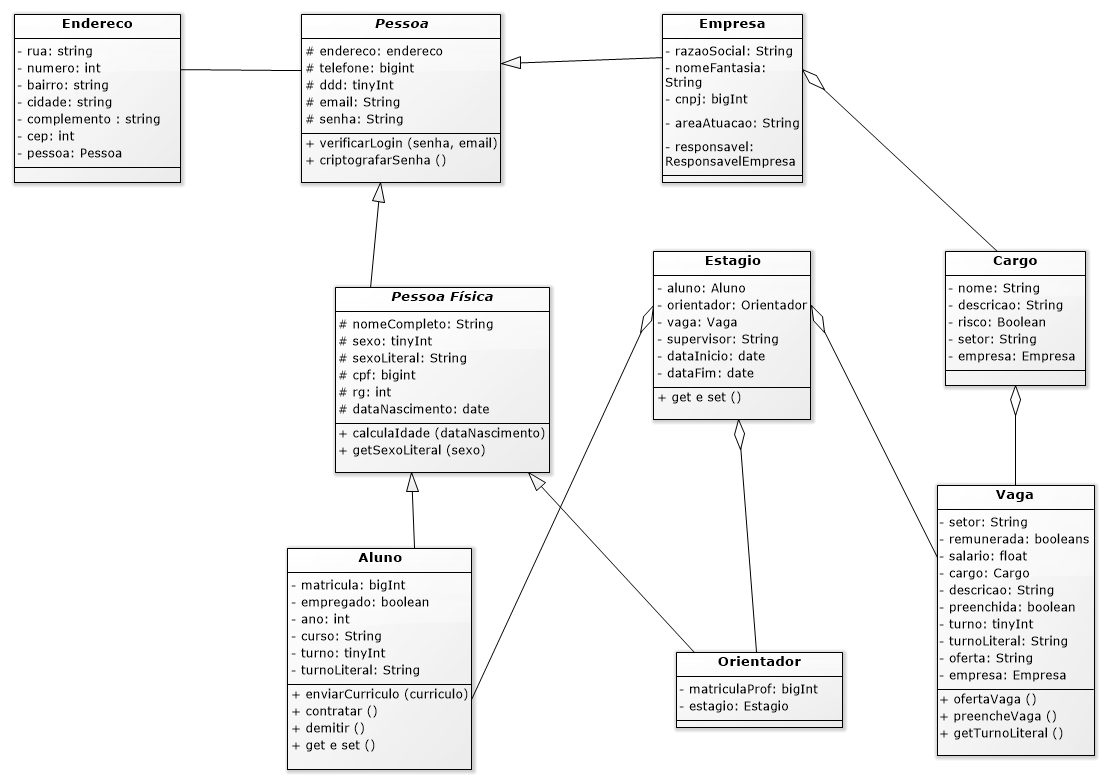 Endereco
- rua: string
- numero: int
- bairro: string
- cidade: string
- complemento : string
- cep: int
- pessoa: Pessoa
Pessoa
# endereco: endereco
# telefone: bigint
# ddd: tinyInt
# email: String
# senha: String
+ verificarLogin (senha, email)
+ criptografarSenha ()
Empresa
- razaoSocial: String
- nomeFantasia:
String
- cnpj: bigInt
- areaAtuacao: String
- responsavel:
ResponsavelEmpresa
Pessoa Física
# nomeCompleto: String
# sexo: tinyInt
# sexoLiteral: String
# cpf: bigint
# rg: int
# dataNascimento: date
+ calculaIdade (dataNascimento)
+ getSexoLiteral (sexo)
Estagio
- aluno: Aluno
- orientador: Orientador
- vaga: Vaga
- supervisor: String
- dataInicio: date
- dataFim: date
+ get e set ()
Cargo
- nome: String
- descricao: String
- risco: Boolean
- setor: String
- empresa: Empresa
Aluno
- matricula: bigInt
- empregado: boolean
- ano: int
- curso: String
- turno: tinyInt
- turnoLiteral: String
+ enviarCurriculo (curriculo)
+ contratar ()
+ demitir ()
+ get e set ()
Orientador
- matriculaProf: bigInt
- estagio: Estagio
Vaga
- setor: String
- remunerada: booleans
- salario: float
- cargo: Cargo
- descricao: String
- preenchida: boolean
- turno: tinyInt
- turnoLiteral: String
- oferta: String
- empresa: Empresa
+ ofertaVaga ()
+ preencheVaga ()
+ getTurnoLiteral ()